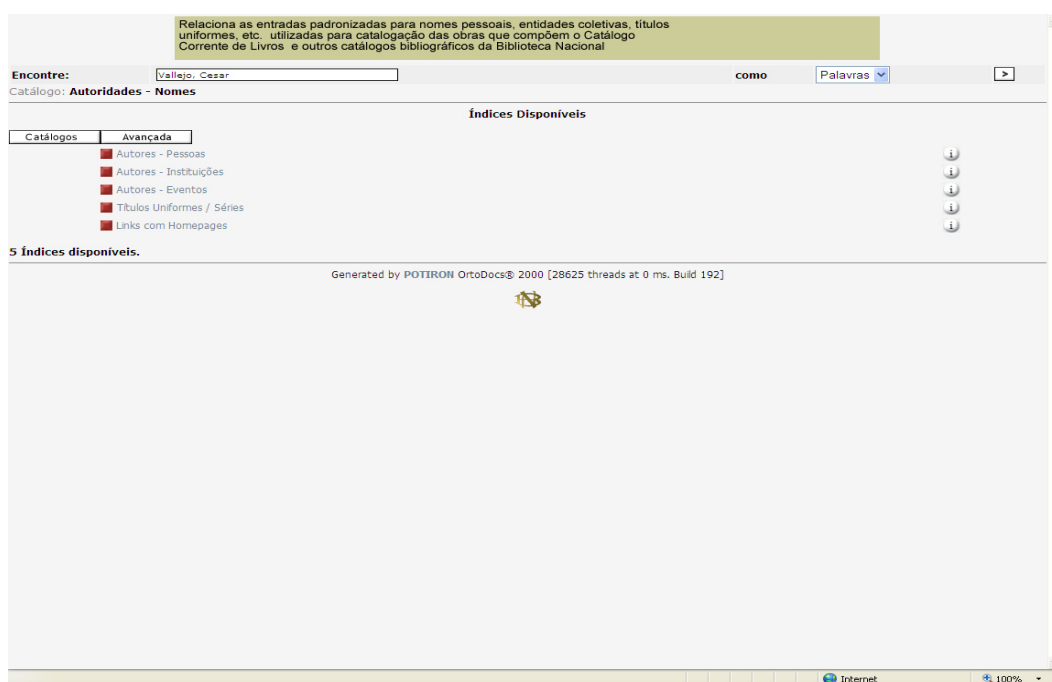 Relaciona as entradas padronizadas para nomes pessoais, entidades coletivas, títulos
uniformes, etc. utilizadas para catalogação das obras que compõem o Catálogo
Corrente de Livros e outros catálogos bibliográficos da Biblioteca Nacional
Encontre: Vallejo, Cesar como Palavras >
Catálogo: Autoridades - Nomes
Índices Disponíveis
Catálogos Avançada
Autores - Pessoas i
Autores - Instituições i
Autores - Eventos i
Títulos Uniformes / Séries i
Links com Homepages i
5 Índices disponíveis.
Generated by POTIRON OrtoDocs® 2000 [28625 threads at 0 ms. Build 192]
Internet 100%